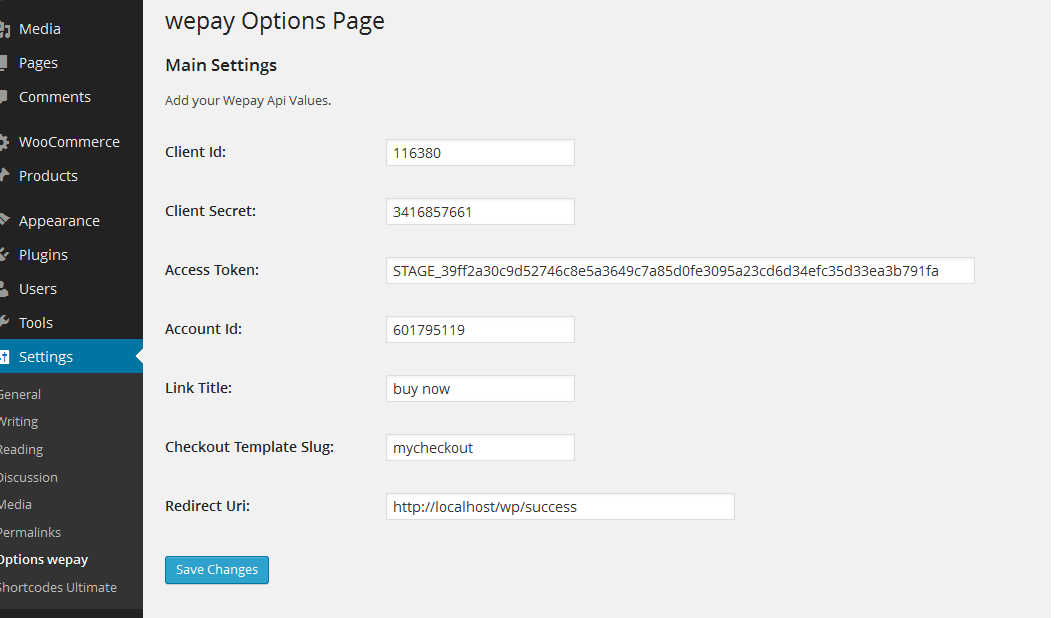 Media
Pages
Comments
WooCommerce
Products
Appearance
Plugins
Users
Tools
Settings
General
Writing
Reading
Discussion
Media
Permalinks
Options wepay
Shortcodes Ultimate
wepay Options Page
Main Settings
Add your Wepay Api Values.
Client Id: 116380
Client Secret: 3416857661
Access Token: STAGE_39ff2a30c9d52746c8e5a3649c7a85d0fe3095a23cd6d34efc35d33ea3b791fa
Account Id: 601795119
Link Title: buy now
Checkout Template Slug: mycheckout
Redirect Uri: http://localhost/wp/success
Save Changes